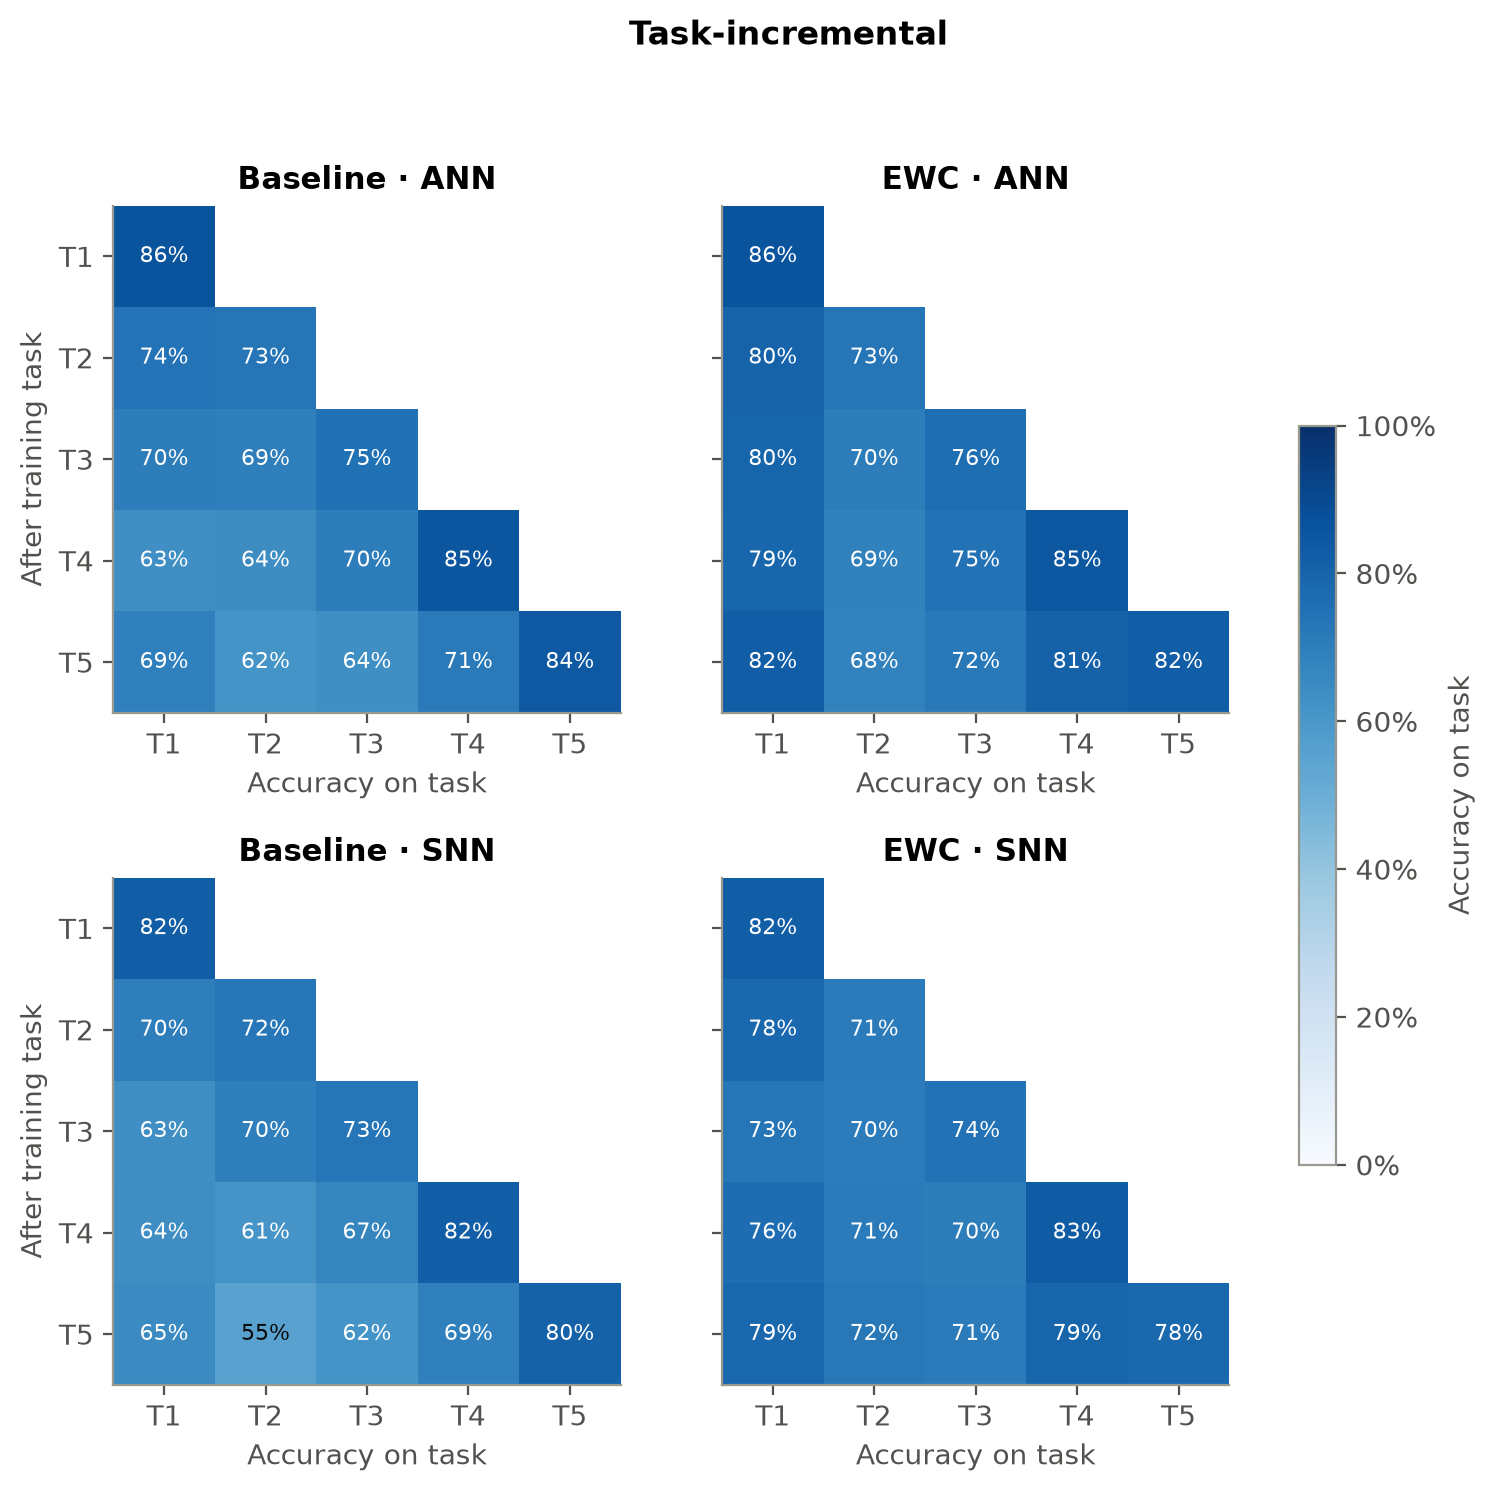 Task-incremental
Baseline · ANN
EWC · ANN
After training task
T1
86%
86%
T2
74% 73%
80% 73%
T3
70% 69% 75%
80% 70% 76%
T4
63% 64% 70% 85%
79% 69% 75% 85%
T5
69% 62% 64% 71% 84%
82% 68% 72% 81% 82%
T1 T2 T3 T4 T5
T1 T2 T3 T4 T5
Accuracy on task
Accuracy on task
Baseline · SNN
EWC · SNN
After training task
T1
82%
82%
T2
70% 72%
78% 71%
T3
63% 70% 73%
73% 70% 74%
T4
64% 61% 67% 82%
76% 71% 70% 83%
T5
65% 55% 62% 69% 80%
79% 72% 71% 79% 78%
T1 T2 T3 T4 T5
T1 T2 T3 T4 T5
Accuracy on task
Accuracy on task
100%
80%
60%
40%
20%
0%
Accuracy on task